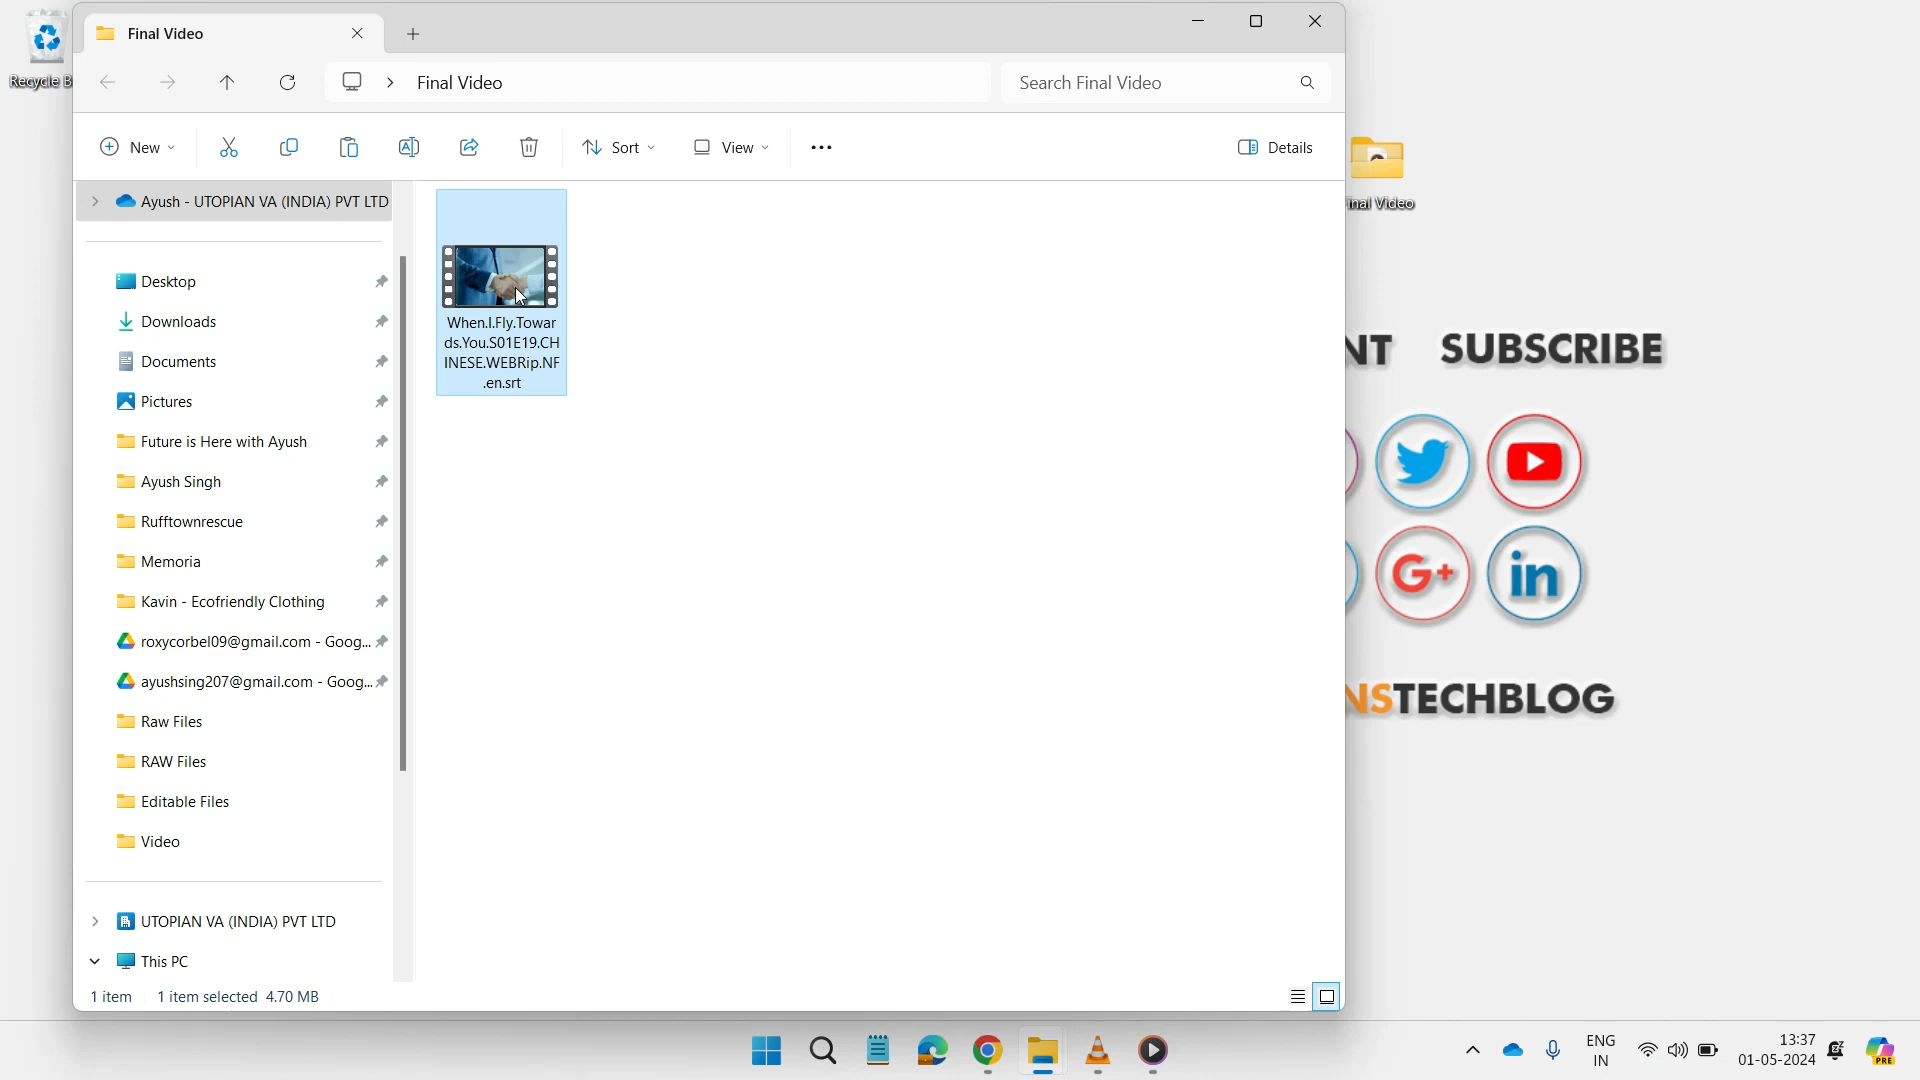 Recycle B
Final Video
Final Video
Search Final Video
New
Sort
View
Details
Ayush - UTOPIAN VA (INDIA) PVT LTD
Desktop
Downloads
Documents
Pictures
Future is Here with Ayush
Ayush Singh
Rufftownrescue
Memoria
Kavin - Ecofriendly Clothing
roxycorbel09@gmail.com - Goog...
ayushsing207@gmail.com - Goog...
Raw Files
RAW Files
Editable Files
Video
UTOPIAN VA (INDIA) PVT LTD
This PC
1 item 1 item selected 4.70 MB
When.I.Fly.Towar
ds.You.S01E19.CH
INESE.WEBRip.NF
.en.srt
inal Video
NT SUBSCRIBE
G+ in
NSTECHBLOG
ENG
IN
13:37
01-05-2024
PRE